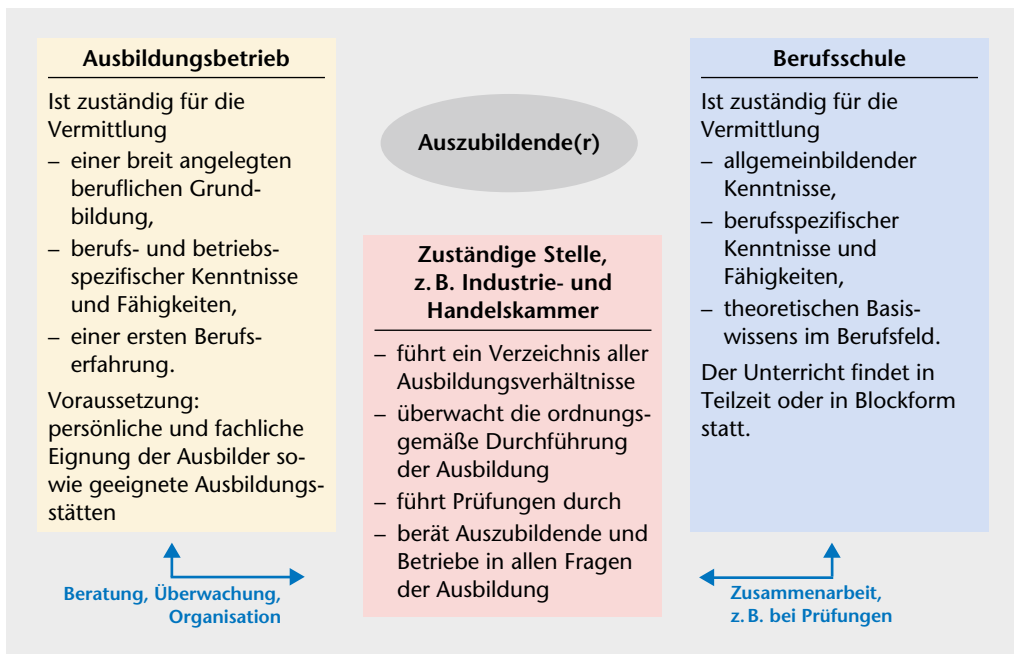 Ausbildungsbetrieb
Ist zuständig für die
Vermittlung
– einer breit angelegten
beruflichen Grund-
bildung,
– berufs- und betriebs-
spezifischer Kenntnisse
und Fähigkeiten,
– einer ersten Berufs-
erfahrung.
Voraussetzung:
persönliche und fachliche
Eignung der Ausbilder so-
wie geeignete Ausbildungs-
stätten
Auszubildende(r)
Zuständige Stelle,
z. B. Industrie- und
Handelskammer
– führt ein Verzeichnis aller
Ausbildungsverhältnisse
– überwacht die ordnungs-
gemäße Durchführung
der Ausbildung
– führt Prüfungen durch
– berät Auszubildende und
Betriebe in allen Fragen
der Ausbildung
Berufsschule
Ist zuständig für die
Vermittlung
– allgemeinbildender
Kenntnisse,
– berufsspezifischer
Kenntnisse und
Fähigkeiten,
– theoretischen Basis-
wissens im Berufsfeld.
Der Unterricht findet in
Teilzeit oder in Blockform
statt.
Beratung, Überwachung,
Organisation
Zusammenarbeit,
z. B. bei Prüfungen